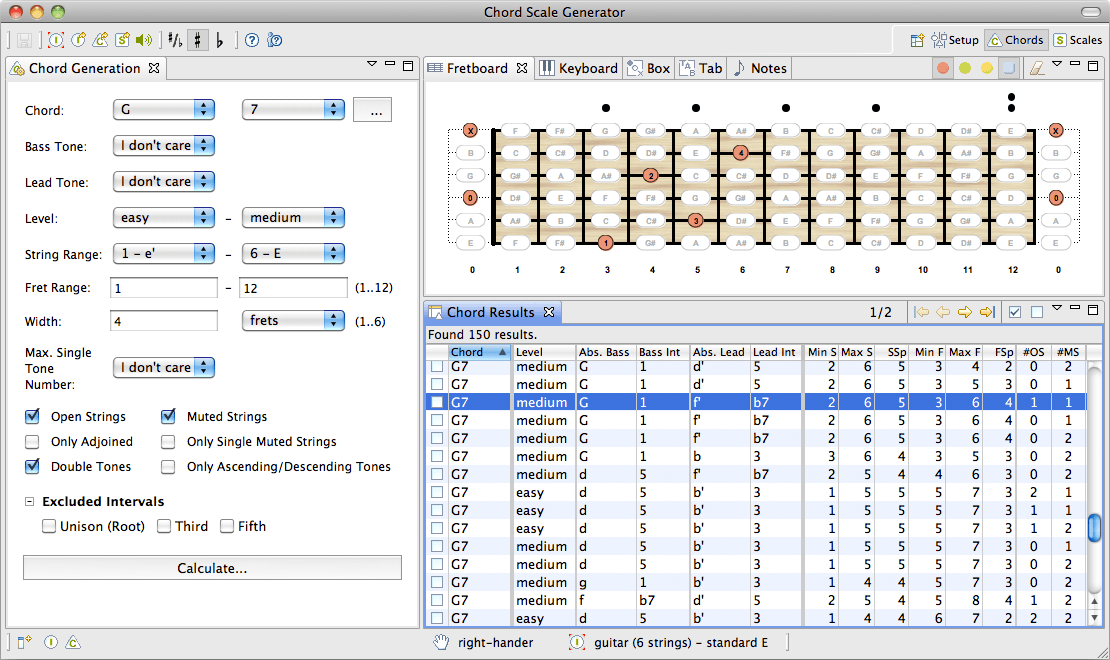 Chord Scale Generator
Setup Chords Scales
Chord Generation
Chord: G 7 ...
Bass Tone: I don't care
Lead Tone: I don't care
Level: easy – medium
String Range: 1 – e' – 6 – E
Fret Range: 1 – 12 (1..12)
Width: 4 frets (1..6)
Max. Single
Tone
Number: I don't care
Open Strings Muted Strings
Only Adjoined Only Single Muted Strings
Double Tones Only Ascending/Descending Tones
Excluded Intervals
Unison (Root) Third Fifth
Calculate...
Fretboard Keyboard Box Tab Notes
X F F# G G# A A# B C C# D D# E X
B C C# D D# E 4 F# G G# A A# B B
G G# A A# 2 C C# D D# E F F# G G
0 D# E F F# G G# A A# B C C# D 0
A A# B C C# 3 D# E F F# G G# A A
E F F# 1 G# A A# B C C# D D# E E
0 1 2 3 4 5 6 7 8 9 10 11 12 0
Chord Results 1/2
Found 150 results.
Chord Level Abs. Bass Bass Int Abs. Lead Lead Int Min S Max S SSp Min F Max F FSp #OS #MS
G7 medium G 1 d' 5 2 6 5 3 4 2 0 2
G7 medium G 1 d' 5 2 6 5 3 5 3 0 1
G7 medium G 1 f' b7 2 6 5 3 6 4 1 1
G7 medium G 1 f' b7 2 6 5 3 6 4 0 1
G7 medium G 1 f' b7 2 6 5 3 6 4 0 2
G7 medium G 1 b 3 3 6 4 3 5 3 0 2
G7 medium d 5 f' b7 2 5 4 4 6 3 0 2
G7 easy d 5 b' 3 1 5 5 5 7 3 2 1
G7 easy d 5 b' 3 1 5 5 5 7 3 1 1
G7 easy d 5 b' 3 1 5 5 5 7 3 1 2
G7 medium d 5 b' 3 1 5 5 5 7 3 0 1
G7 medium d 5 b' 3 1 5 5 5 7 3 0 2
G7 medium g 1 b' 3 1 4 4 5 7 3 0 2
G7 medium f b7 d' 5 2 5 4 5 8 4 1 2
G7 easy d 5 b' 3 1 5 4 6 7 2 2 2
right-hander guitar (6 strings) – standard E